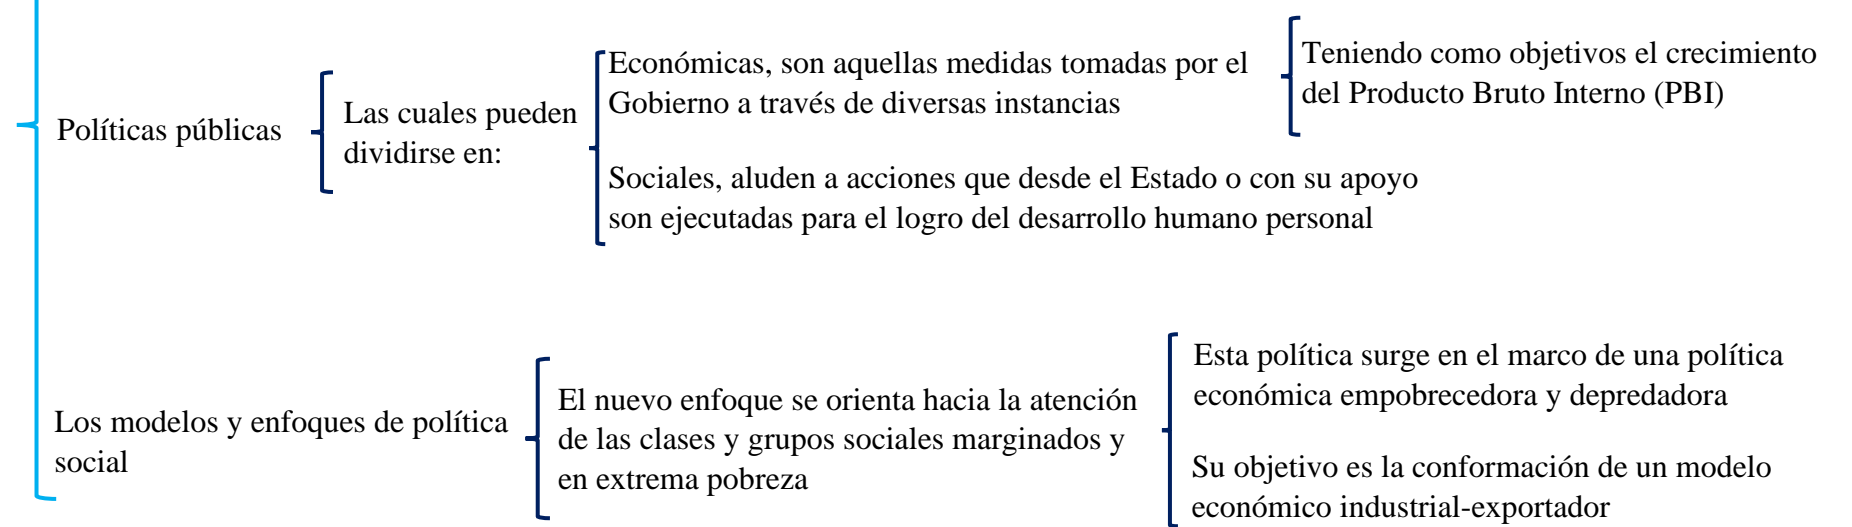 Políticas públicas
Las cuales pueden
dividirse en:
Económicas, son aquellas medidas tomadas por el
Gobierno a través de diversas instancias
Teniendo como objetivos el crecimiento
del Producto Bruto Interno (PBI)
Sociales, aluden a acciones que desde el Estado o con su apoyo
son ejecutadas para el logro del desarrollo humano personal
Los modelos y enfoques de política
social
El nuevo enfoque se orienta hacia la atención
de las clases y grupos sociales marginados y
en extrema pobreza
Esta política surge en el marco de una política
económica empobrecedora y depredadora
Su objetivo es la conformación de un modelo
económico industrial-exportador